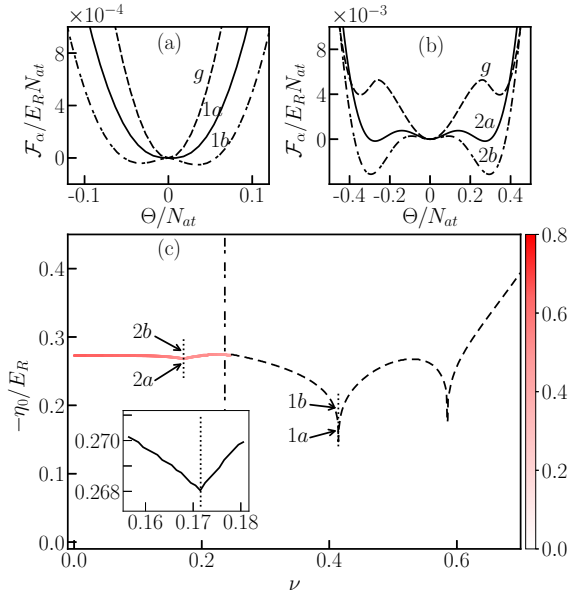 ×10⁻⁴
(a)
g
1a
1b
8
4
0
−0.1
0
0.1
Θ/N_at
ℱ_α/E_R N_at
×10⁻³
(b)
g
2a
2b
8
4
0
−0.4
−0.2
0
0.2
0.4
Θ/N_at
ℱ_α/E_R N_at
(c)
0.4
0.3
0.2
0.1
0.0
−η₀/E_R
2b
2a
1b
1a
0.270
0.268
0.16
0.17
0.18
0.0
0.2
0.4
0.6
ν
0.8
0.6
0.4
0.2
0.0